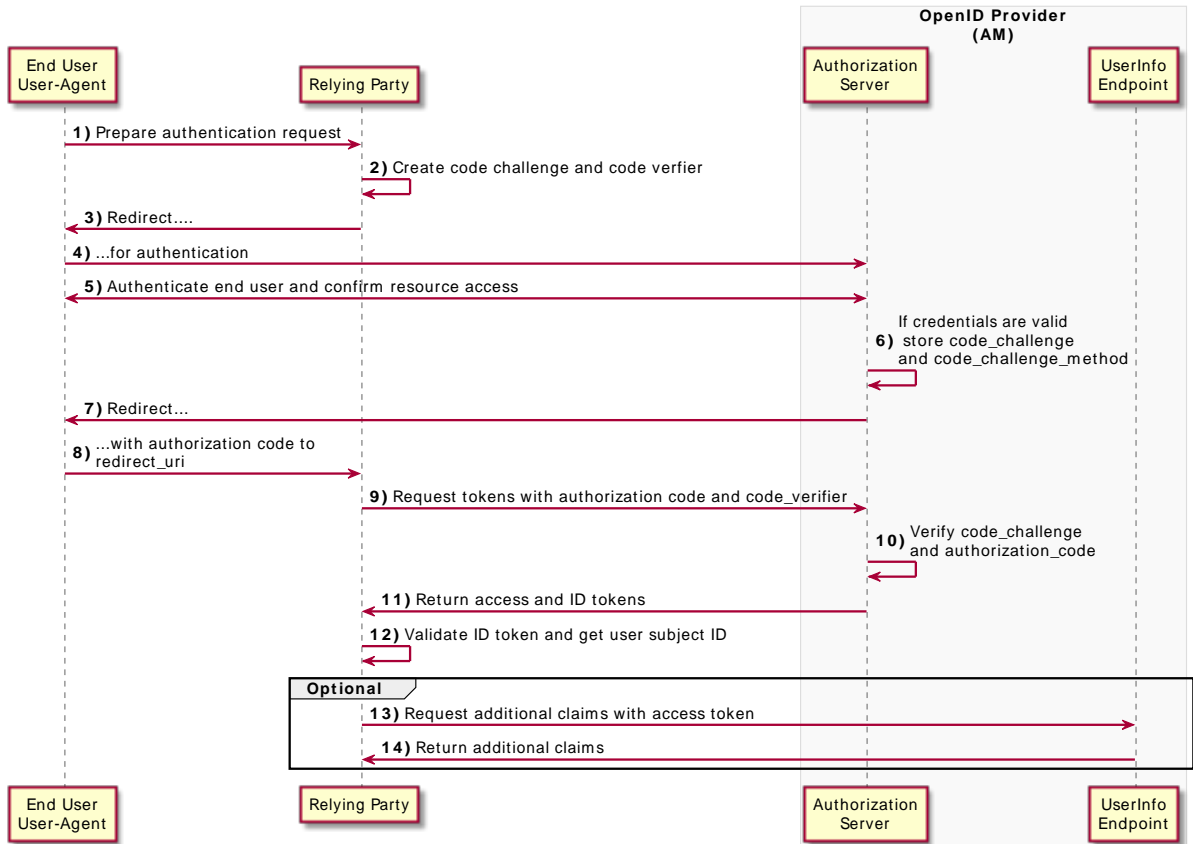 OpenID Provider
(AM)
End User
User-Agent
Relying Party
Authorization
Server
UserInfo
Endpoint
1) Prepare authentication request
2) Create code challenge and code verfier
3) Redirect....
4) ...for authentication
5) Authenticate end user and confirm resource access
If credentials are valid
6) store code_challenge
and code_challenge_method
7) Redirect...
8) ...with authorization code to
redirect_uri
9) Request tokens with authorization code and code_verifier
10) Verify code_challenge
and authorization_code
11) Return access and ID tokens
12) Validate ID token and get user subject ID
Optional
13) Request additional claims with access token
14) Return additional claims
End User
User-Agent
Relying Party
Authorization
Server
UserInfo
Endpoint